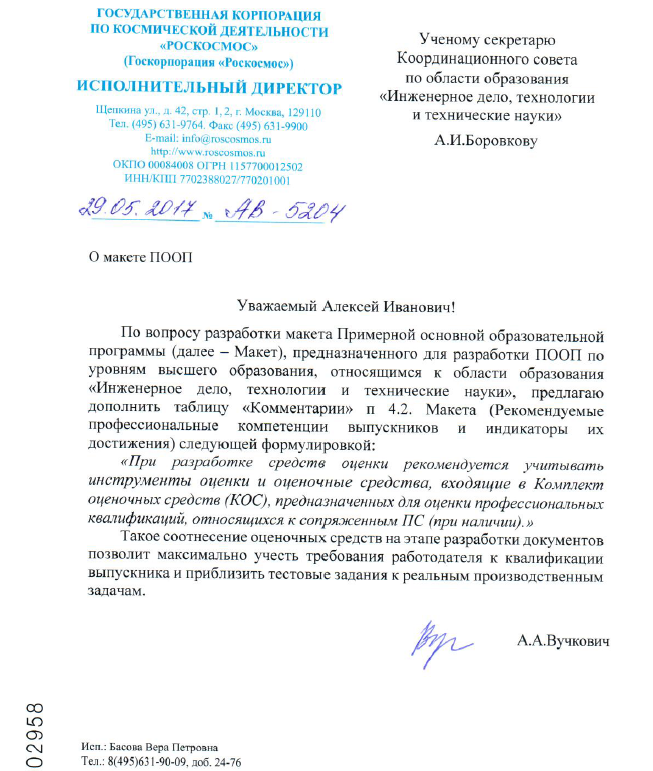 ГОСУДАРСТВЕННАЯ КОРПОРАЦИЯ
ПО КОСМИЧЕСКОЙ ДЕЯТЕЛЬНОСТИ
«РОСКОСМОС»
(Госкорпорация «Роскосмос»)
ИСПОЛНИТЕЛЬНЫЙ ДИРЕКТОР
Щепкина ул., д. 42, стр. 1, 2, г. Москва, 129110
Тел. (495) 631-9764. Факс (495) 631-9900
E-mail: info@roscosmos.ru
http://www.roscosmos.ru
ОКПО 00084008 ОГРН 1157700012502
ИНН/КПП 7702388027/770201001
29.05.2017 № АВ - 5204
Ученому секретарю
Координационного совета
по области образования
«Инженерное дело, технологии
и технические науки»
А.И.Боровкову
О макете ПООП
Уважаемый Алексей Иванович!
По вопросу разработки макета Примерной основной образовательной
программы (далее – Макет), предназначенного для разработки ПООП по
уровням высшего образования, относящимся к области образования
«Инженерное дело, технологии и технические науки», предлагаю
дополнить таблицу «Комментарии» п 4.2. Макета (Рекомендуемые
профессиональные компетенции выпускников и индикаторы их
достижения) следующей формулировкой:
«При разработке средств оценки рекомендуется учитывать
инструменты оценки и оценочные средства, входящие в Комплект
оценочных средств (КОС), предназначенных для оценки профессиональных
квалификаций, относящихся к сопряженным ПС (при наличии).»
Такое соотнесение оценочных средств на этапе разработки документов
позволит максимально учесть требования работодателя к квалификации
выпускника и приблизить тестовые задания к реальным производственным
задачам.
А.А.Вучкович
02958
Исп.: Басова Вера Петровна
Тел.: 8(495)631-90-09, доб. 24-76